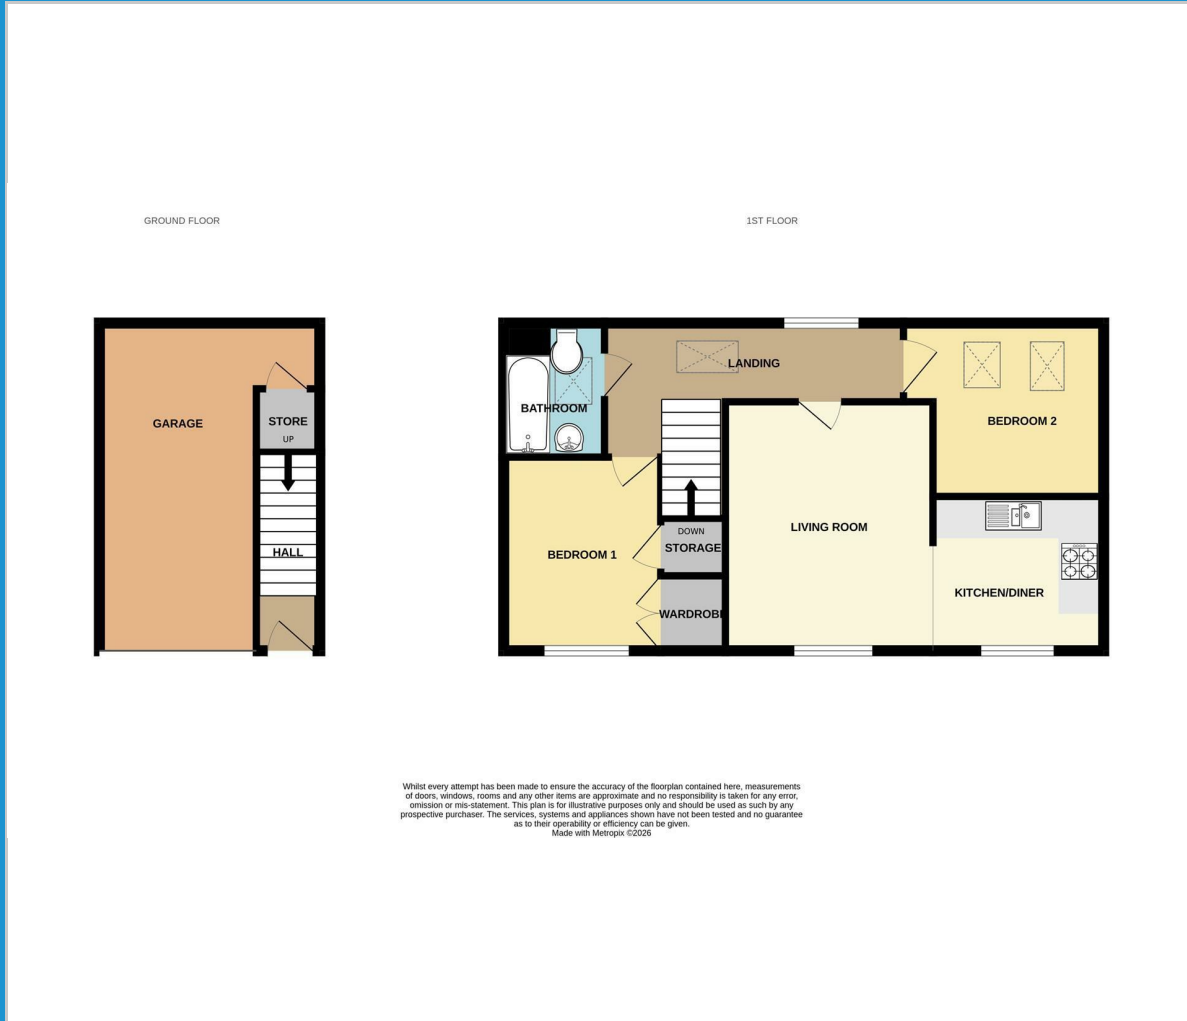 GROUND FLOOR
1ST FLOOR
GARAGE
STORE
UP
HALL
LANDING
BATHROOM
BEDROOM 2
BEDROOM 1
DOWN
STORAGE
WARDROBE
LIVING ROOM
KITCHEN/DINER
Whilst every attempt has been made to ensure the accuracy of the floorplan contained here, measurements
of doors, windows, rooms and any other items are approximate and no responsibility is taken for any error,
omission or mis-statement. This plan is for illustrative purposes only and should be used as such by any
prospective purchaser. The services, systems and appliances shown have not been tested and no guarantee
as to their operability or efficiency can be given.
Made with Metropix ©2026